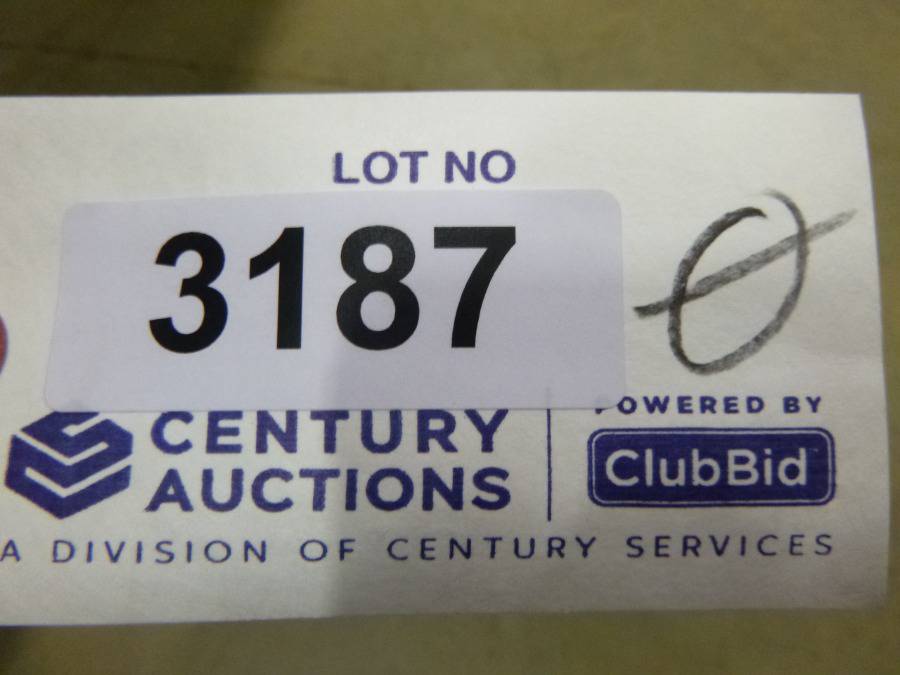 LOT NO
3187 Ø
CENTURY
AUCTIONS
POWERED BY
ClubBid
A DIVISION OF CENTURY SERVICES